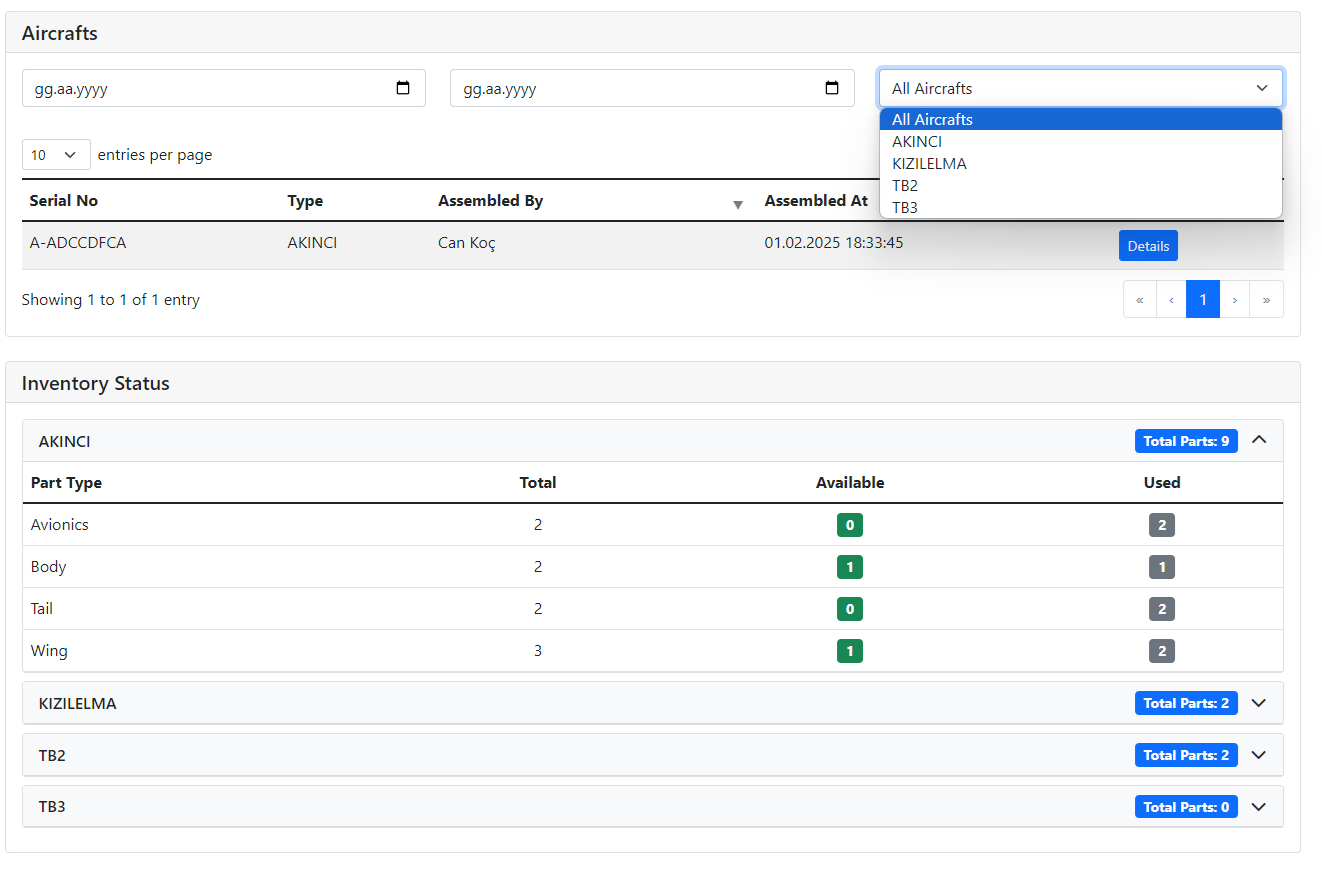 Aircrafts
gg.aa.yyyy gg.aa.yyyy All Aircrafts
All Aircrafts
AKINCI
KIZILELMA
TB2
TB3
10 entries per page
Serial No Type Assembled By ▼ Assembled At
A-ADCCDFCA AKINCI Can Koç 01.02.2025 18:33:45 Details
Showing 1 to 1 of 1 entry « ‹ 1 › »
Inventory Status
AKINCI Total Parts: 9
Part Type Total Available Used
Avionics 2 0 2
Body 2 1 1
Tail 2 0 2
Wing 3 1 2
KIZILELMA Total Parts: 2
TB2 Total Parts: 2
TB3 Total Parts: 0